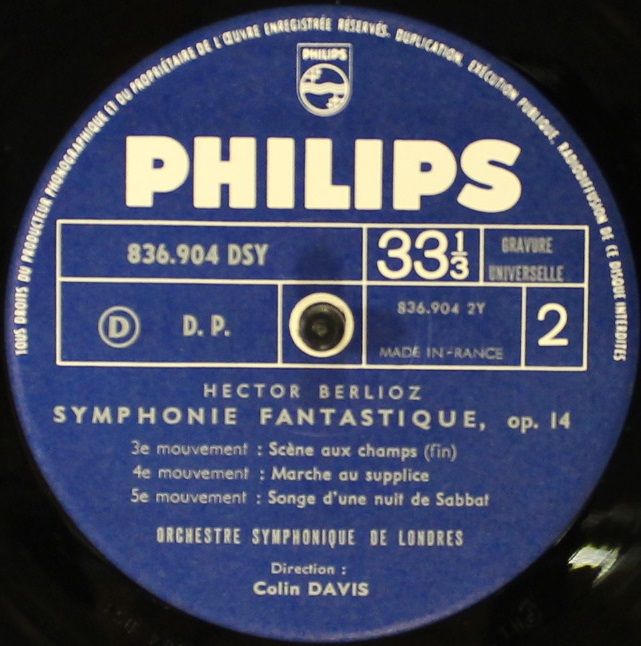 TOUS DROITS DU PRODUCTEUR PHONOGRAPHIQUE ET DU PROPRIÉTAIRE DE L'ŒUVRE ENREGISTRÉE RÉSERVÉS. DUPLICATION, EXÉCUTION PUBLIQUE, RADIODIFFUSION DE CE DISQUE INTERDITES
PHILIPS
PHILIPS
836.904 DSY
33 1/3
GRAVURE
UNIVERSELLE
D
D. P.
836.904 2Y
MADE IN-FRANCE
2
HECTOR BERLIOZ
SYMPHONIE FANTASTIQUE, op. 14
3e mouvement : Scène aux champs (fin)
4e mouvement : Marche au supplice
5e mouvement : Songe d'une nuit de Sabbat
ORCHESTRE SYMPHONIQUE DE LONDRES
Direction :
Colin DAVIS